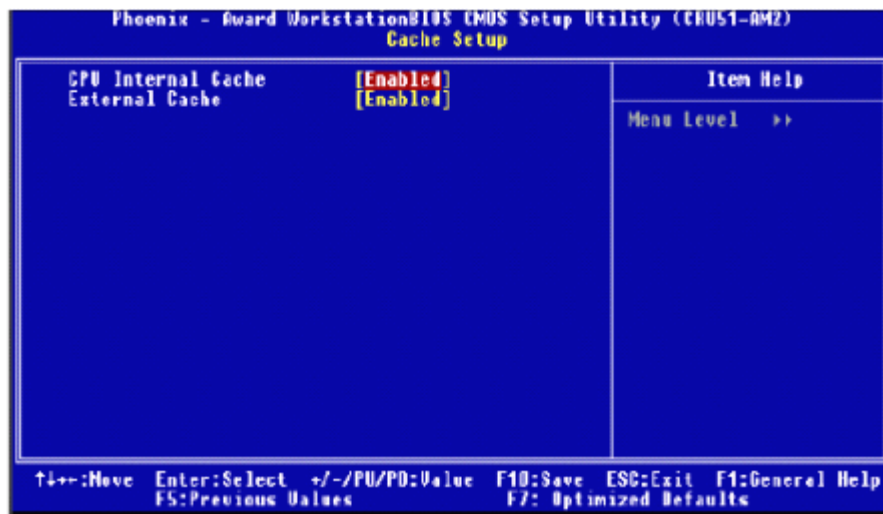 Phoenix - Award WorkstationBIOS CMOS Setup Utility (CRU51-AM2)
Cache Setup
CPU Internal Cache [Enabled]
External Cache [Enabled]
Item Help
Menu Level ▸▸
↑↓→←:Move Enter:Select +/-/PU/PD:Value F10:Save ESC:Exit F1:General Help
F5:Previous Values F7: Optimized Defaults